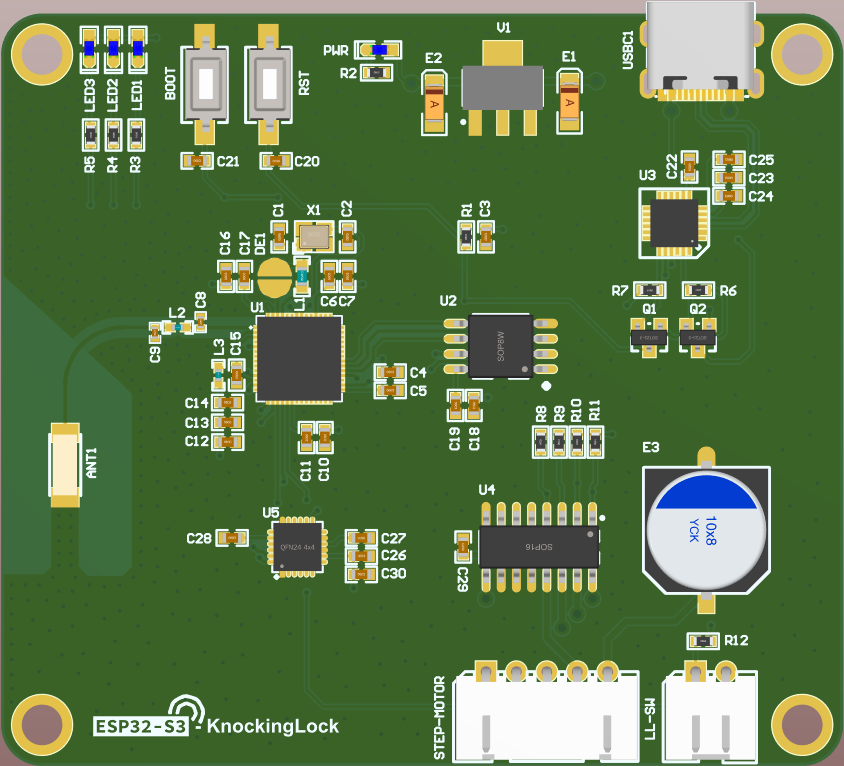 LED3
LED2
LED1
BOOT
RST
PWR
R2
E2
V1
E1
USBC1
A
A
R5
R4
R3
C21
C20
C22
C25
C23
C24
U3
C1
X1
C2
R1
C3
C16
C17
DE1
L1
C6
C7
R7
R6
U1
U2
Q1
Q2
C8
L2
C9
SOP8W
L3
C15
C4
C5
C14
C13
C12
C19
C18
R8
R9
R10
R11
C11
C10
E3
ANT1
10x8
YCK
U4
U5
C28
QFN24 4x4
C27
C26
C30
SOP16
C29
R12
STEP-MOTOR
LL-SW
ESP32-S3-KnockingLock